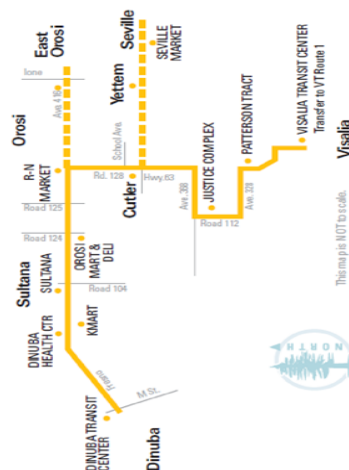 East
Orosi
Ione
Ave. 416
Orosi
Seville
SEVILLE
MARKET
Yettem
School Ave.
R-N
MARKET
Rd. 128
Hwy. 63
Cutler
Road 125
Road 124
OROSI
MART &
DELI
Sultana
SULTANA
Road 104
DINUBA
HEALTH CTR
KMART
Fresno
M St.
DINUBA TRANSIT
CENTER
Dinuba
Ave. 388
JUSTICE COMPLEX
Road 112
PATTERSON TRACT
Ave. 328
VISALIA TRANSIT CENTER
Transfer to VT Route 1
Visalia
This map is NOT to scale.
NORTH